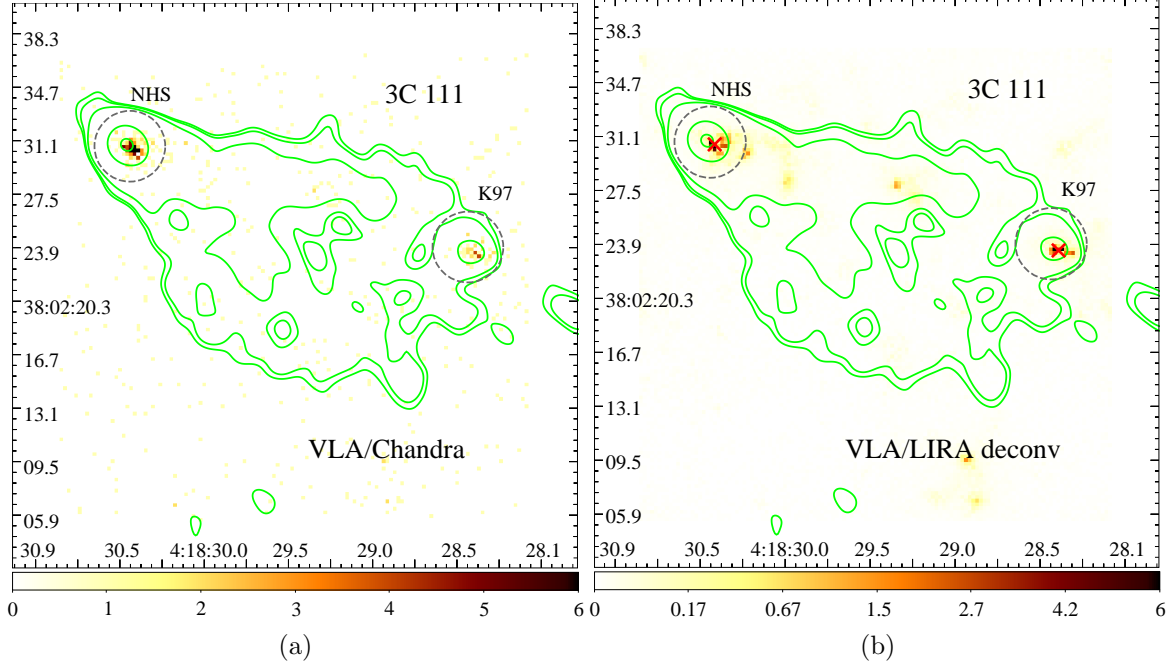 38.3
34.7
31.1
27.5
23.9
38:02:20.3
16.7
13.1
09.5
05.9
NHS
3C 111
K97
VLA/Chandra
30.9 30.5 4:18:30.0 29.5 29.0 28.5 28.1
0 1 2 3 4 5 6
(a)
38.3
34.7
31.1
27.5
23.9
38:02:20.3
16.7
13.1
09.5
05.9
NHS
3C 111
K97
VLA/LIRA deconv
30.9 30.5 4:18:30.0 29.5 29.0 28.5 28.1
0 0.17 0.67 1.5 2.7 4.2 6
(b)